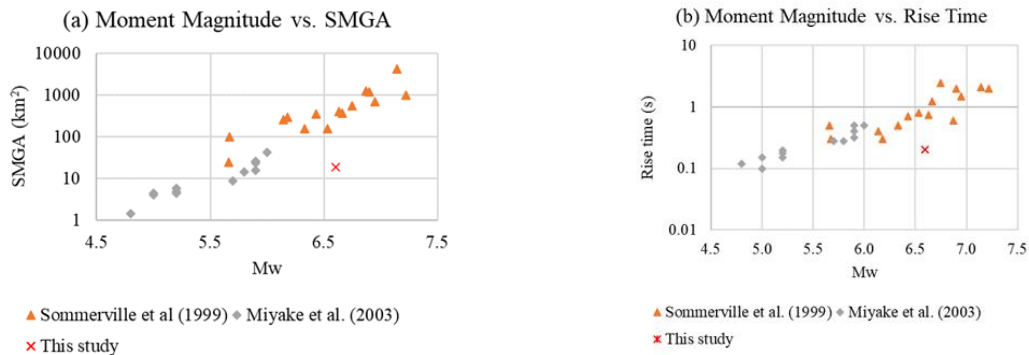 (a) Moment Magnitude vs. SMGA
10000
1000
100
10
1
SMGA (km²)
4.5 5.5 6.5 7.5
Mw
Sommerville et al (1999) Miyake et al. (2003)
This study
(b) Moment Magnitude vs. Rise Time
10
1
0.1
0.01
Rise time (s)
4.5 5.0 5.5 6.0 6.5 7.0 7.5
Mw
Sommerville et al (1999) Miyake et al. (2003)
This study